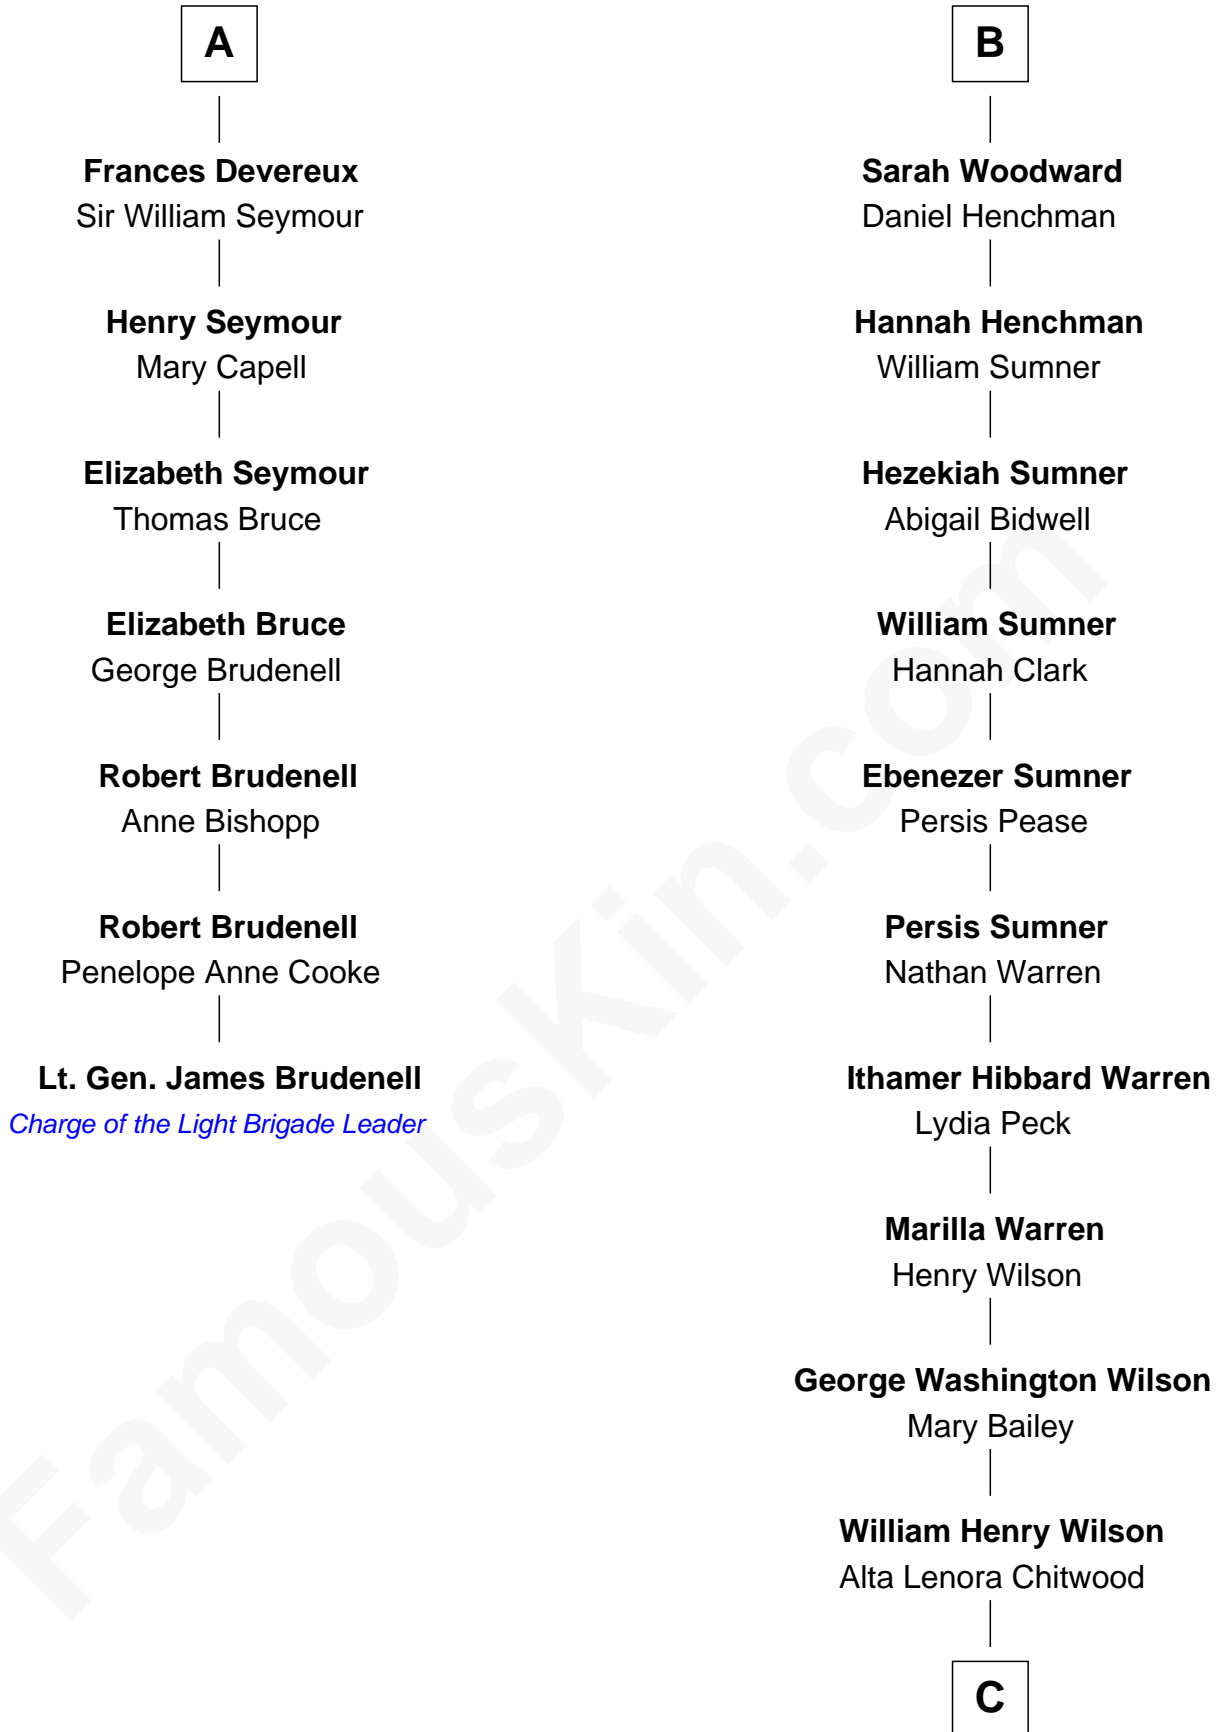 A
Frances Devereux
Sir William Seymour
Henry Seymour
Mary Capell
Elizabeth Seymour
Thomas Bruce
Elizabeth Bruce
George Brudenell
Robert Brudenell
Anne Bishopp
Robert Brudenell
Penelope Anne Cooke
Lt. Gen. James Brudenell
Charge of the Light Brigade Leader
B
Sarah Woodward
Daniel Henchman
Hannah Henchman
William Sumner
Hezekiah Sumner
Abigail Bidwell
William Sumner
Hannah Clark
Ebenezer Sumner
Persis Pease
Persis Sumner
Nathan Warren
Ithamer Hibbard Warren
Lydia Peck
Marilla Warren
Henry Wilson
George Washington Wilson
Mary Bailey
William Henry Wilson
Alta Lenora Chitwood
C
FamousKin.com